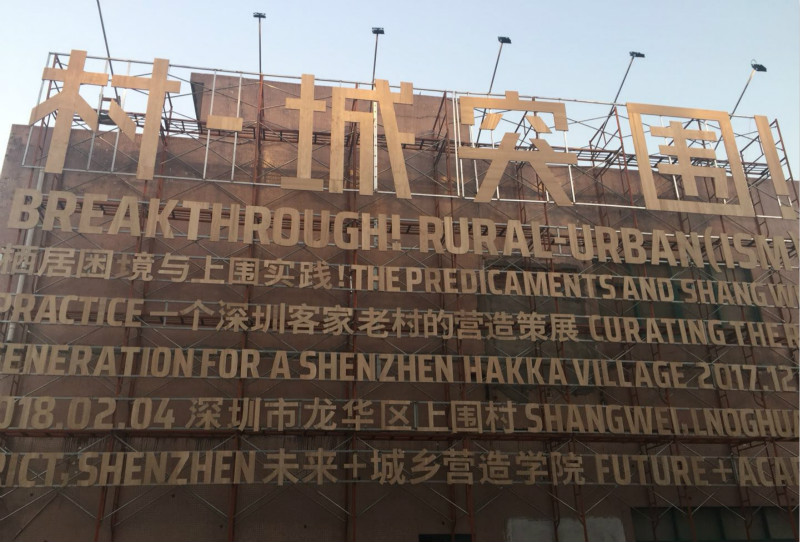 村·城突围!
BREAKTHROUGH! RURAL-URBAN(ISM
栖居困境与上围实践!THE PREDICAMENTS AND SHANGW
PRACTICE 一个深圳客家老村的营造策展 CURATING THE R
GENERATION FOR A SHENZHEN HAKKA VILLAGE 2017.12
018.02.04 深圳市龙华区上围村 SHANGWEI,LNOGHU
RICT, SHENZHEN 未来+城乡营造学院 FUTURE+ACA